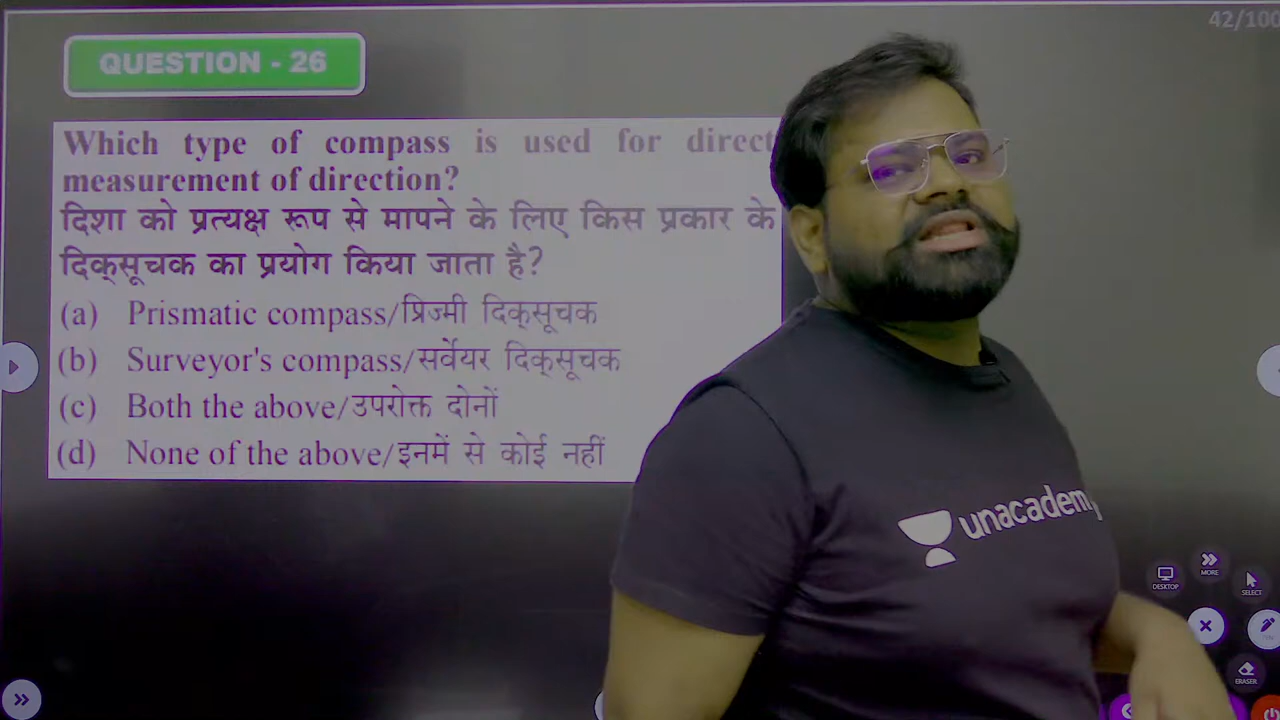 42/100
QUESTION - 26
Which type of compass is used for direct
measurement of direction?
दिशा को प्रत्यक्ष रूप से मापने के लिए किस प्रकार के
दिक्सूचक का प्रयोग किया जाता है?
(a) Prismatic compass/प्रिज्मी दिक्सूचक
(b) Surveyor's compass/सर्वेयर दिक्सूचक
(c) Both the above/उपरोक्त दोनों
(d) None of the above/इनमें से कोई नहीं
unacademy
DESKTOP
MORE
SELECT
ERASER